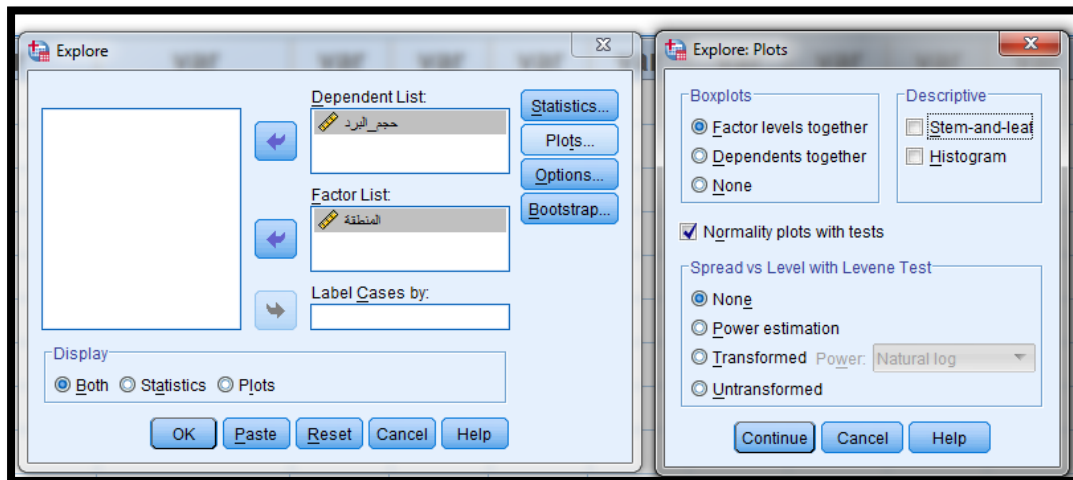 Explore
Dependent List:
حجم_البرد
Factor List:
المنطقة
Label Cases by:
Statistics...
Plots...
Options...
Bootstrap...
Display
Both
Statistics
Plots
OK
Paste
Reset
Cancel
Help
Explore: Plots
Boxplots
Factor levels together
Dependents together
None
Descriptive
Stem-and-leaf
Histogram
Normality plots with tests
Spread vs Level with Levene Test
None
Power estimation
Transformed Power: Natural log
Untransformed
Continue
Cancel
Help